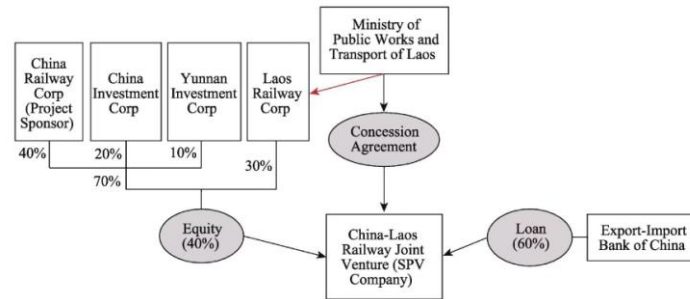 Ministry of
Public Works and
Transport of Laos
China
Railway
Corp
(Project
Sponsor)
China
Investment
Corp
Yunnan
Investment
Corp
Laos
Railway
Corp
40%
20%
10%
30%
70%
Concession
Agreement
Equity
(40%)
China-Laos
Railway Joint
Venture (SPV
Company)
Loan
(60%)
Export-Import
Bank of China